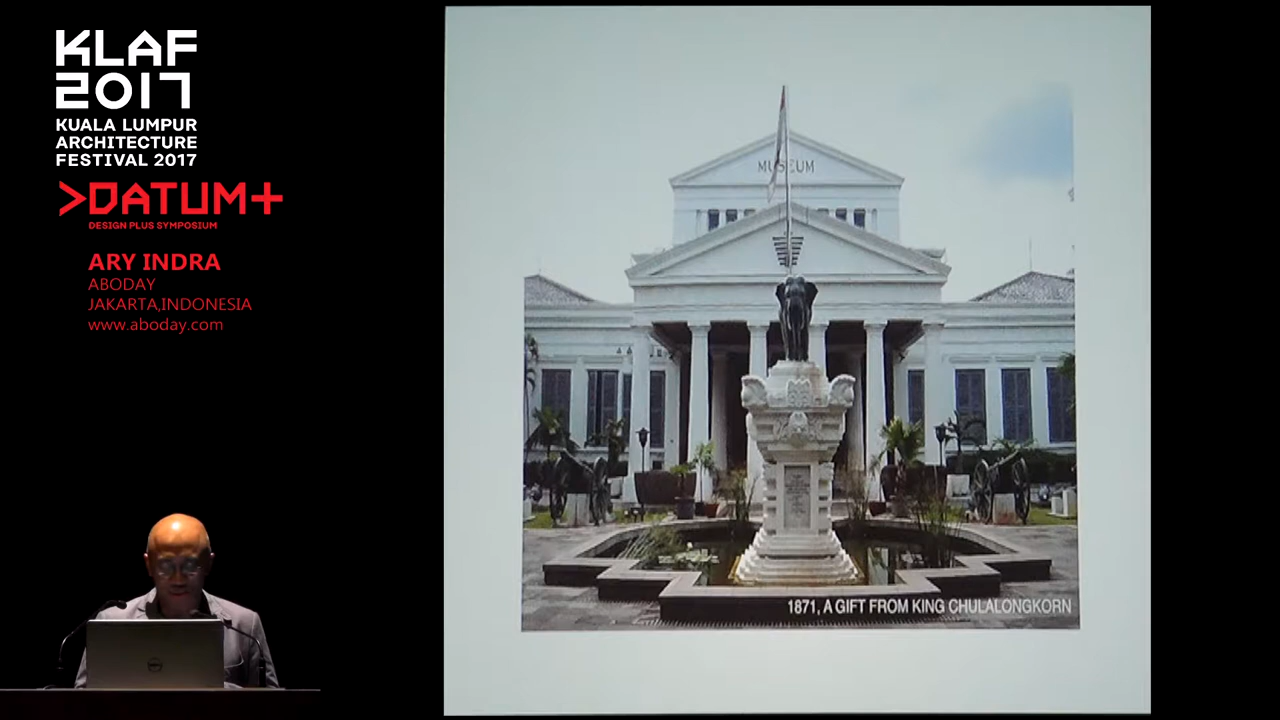 KLAF
2017
KUALA LUMPUR
ARCHITECTURE
FESTIVAL 2017
>DATUM+
DESIGN PLUS SYMPOSIUM
ARY INDRA
ABODAY
JAKARTA,INDONESIA
www.aboday.com
MUSEUM
1871, A GIFT FROM KING CHULALONGKORN